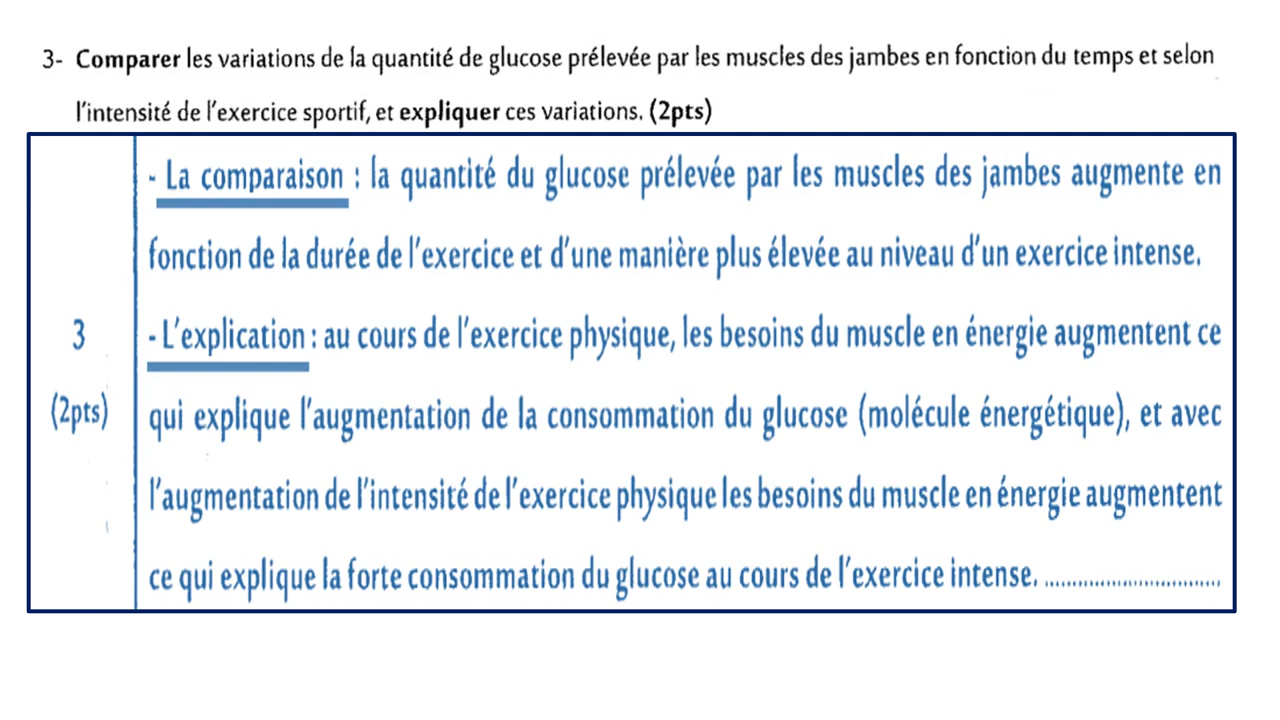 3- Comparer les variations de la quantité de glucose prélevée par les muscles des jambes en fonction du temps et selon
l'intensité de l'exercice sportif, et expliquer ces variations. (2pts)
3
(2pts)
- La comparaison : la quantité du glucose prélevée par les muscles des jambes augmente en
fonction de la durée de l'exercice et d'une manière plus élevée au niveau d'un exercice intense.
- L'explication : au cours de l'exercice physique, les besoins du muscle en énergie augmentent ce
qui explique l'augmentation de la consommation du glucose (molécule énergétique), et avec
l'augmentation de l'intensité de l'exercice physique les besoins du muscle en énergie augmentent
ce qui explique la forte consommation du glucose au cours de l'exercice intense. ................................